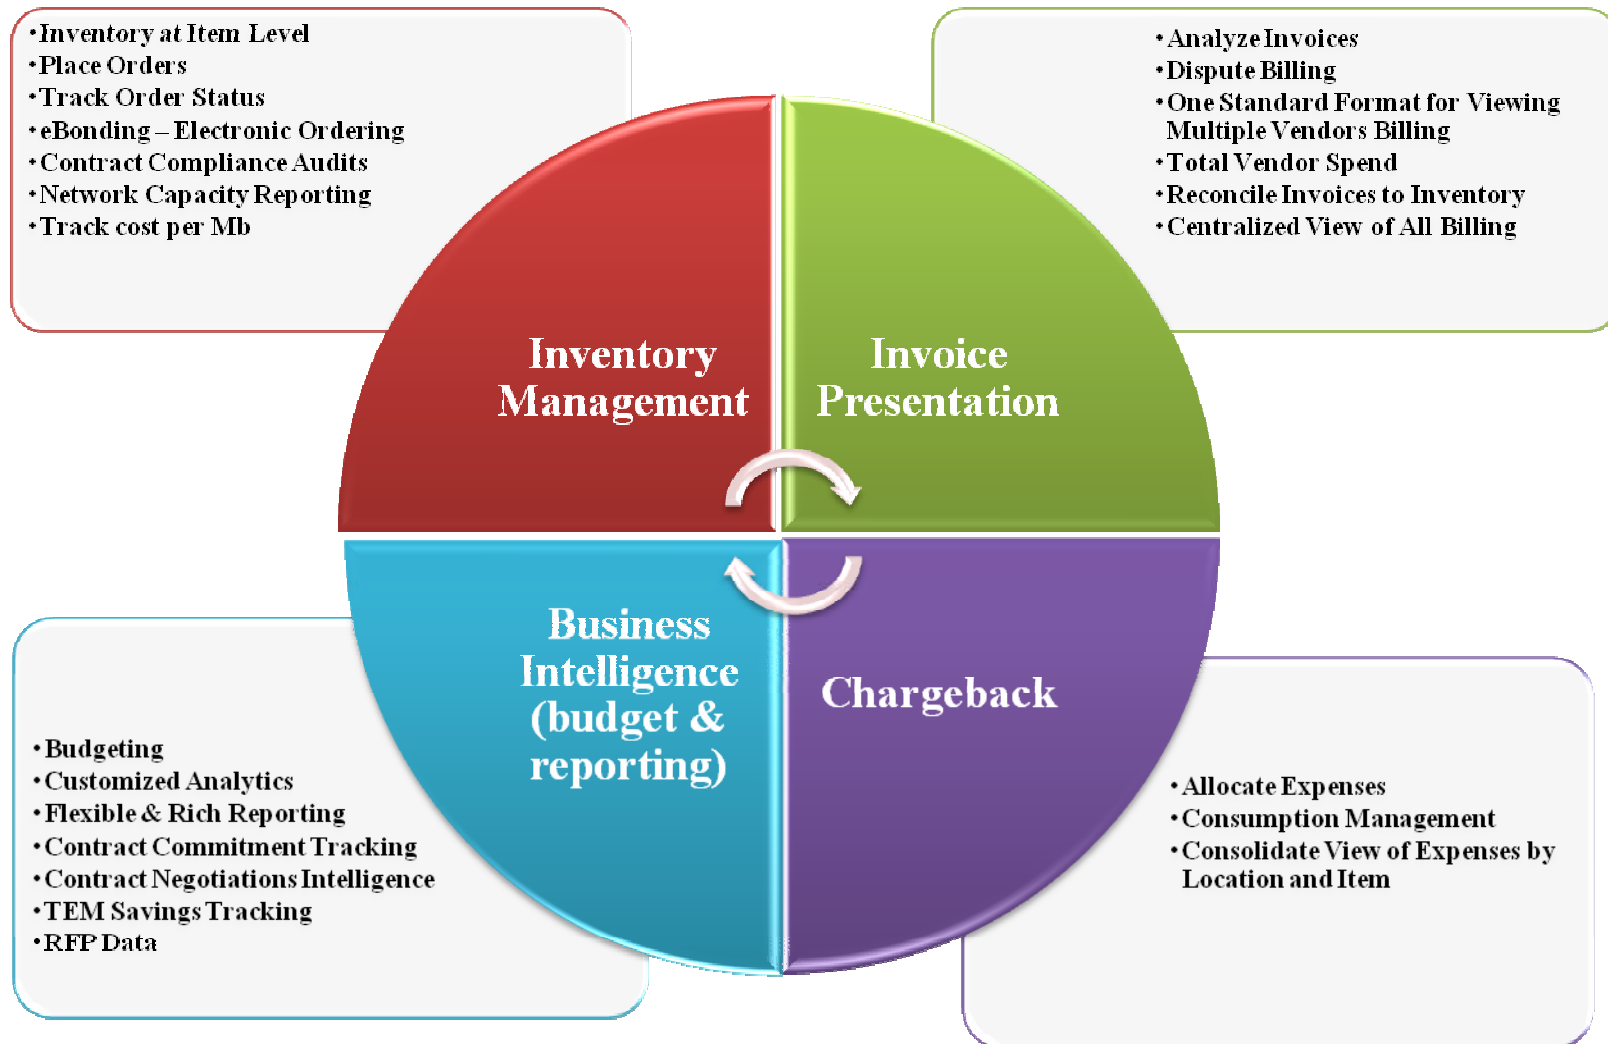 •Inventory at Item Level
•Place Orders
•Track Order Status
•eBonding – Electronic Ordering
•Contract Compliance Audits
•Network Capacity Reporting
•Track cost per Mb
•Analyze Invoices
•Dispute Billing
•One Standard Format for Viewing
Multiple Vendors Billing
•Total Vendor Spend
•Reconcile Invoices to Inventory
•Centralized View of All Billing
Inventory
Management
Invoice
Presentation
Business
Intelligence
(budget &
reporting)
Chargeback
•Budgeting
•Customized Analytics
•Flexible & Rich Reporting
•Contract Commitment Tracking
•Contract Negotiations Intelligence
•TEM Savings Tracking
•RFP Data
•Allocate Expenses
•Consumption Management
•Consolidate View of Expenses by
Location and Item